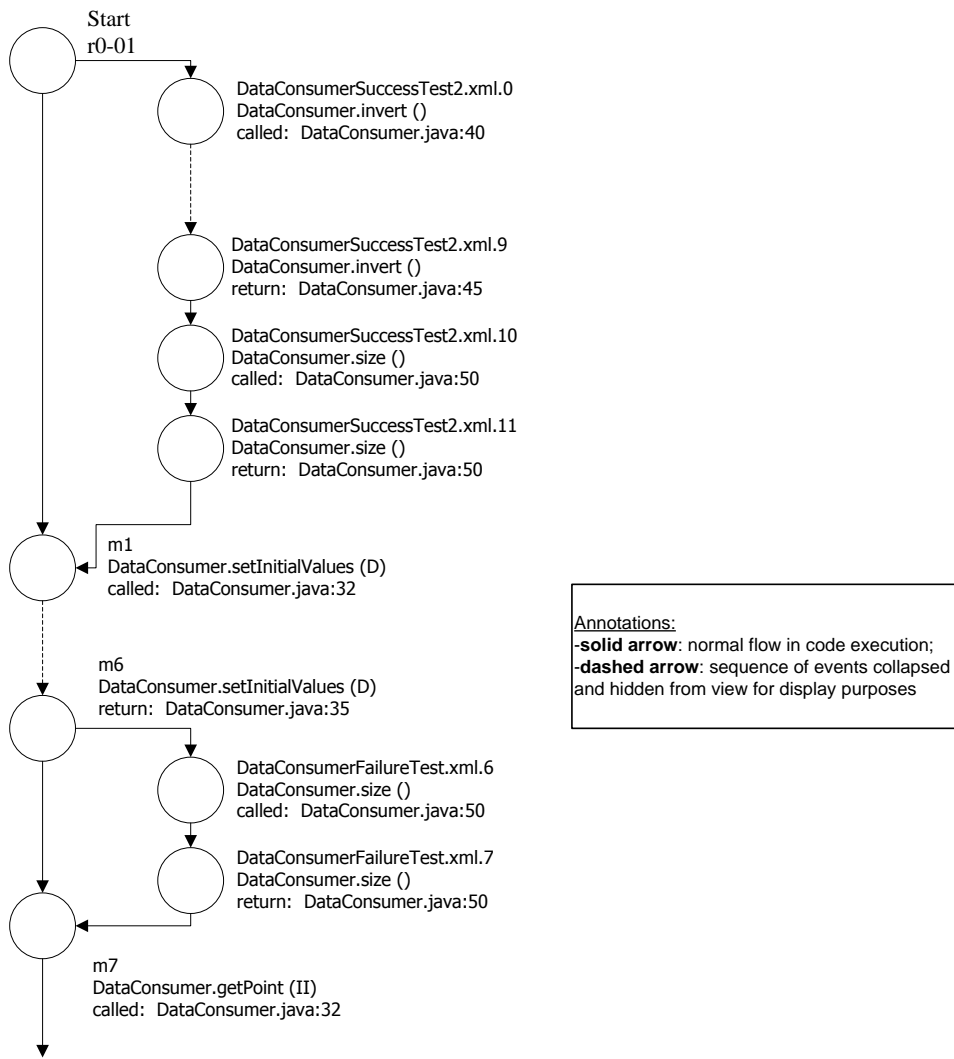 Start
r0-01
DataConsumerSuccessTest2.xml.0
DataConsumer.invert ()
called: DataConsumer.java:40
DataConsumerSuccessTest2.xml.9
DataConsumer.invert ()
return: DataConsumer.java:45
DataConsumerSuccessTest2.xml.10
DataConsumer.size ()
called: DataConsumer.java:50
DataConsumerSuccessTest2.xml.11
DataConsumer.size ()
return: DataConsumer.java:50
m1
DataConsumer.setInitialValues (D)
called: DataConsumer.java:32
Annotations:
-solid arrow: normal flow in code execution;
-dashed arrow: sequence of events collapsed
and hidden from view for display purposes
m6
DataConsumer.setInitialValues (D)
return: DataConsumer.java:35
DataConsumerFailureTest.xml.6
DataConsumer.size ()
called: DataConsumer.java:50
DataConsumerFailureTest.xml.7
DataConsumer.size ()
return: DataConsumer.java:50
m7
DataConsumer.getPoint (II)
called: DataConsumer.java:32